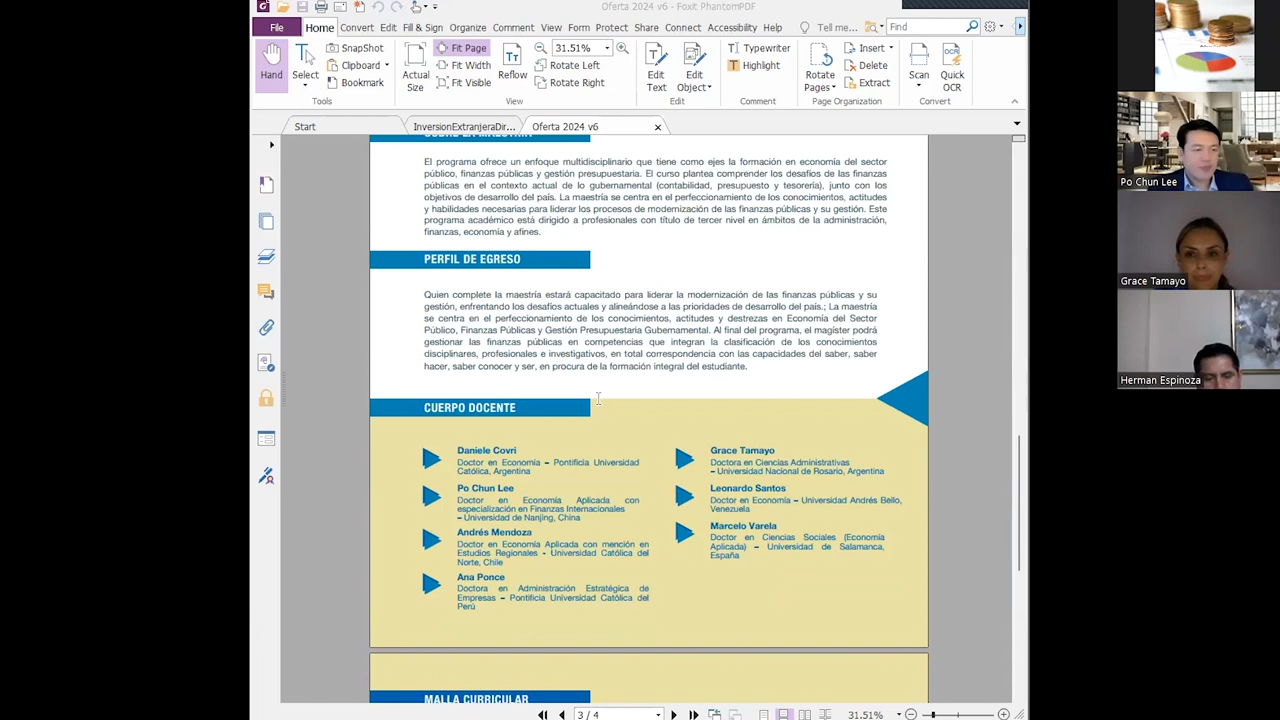 Oferta 2024 v6 - Foxit PhantomPDF
File Home Convert Edit Fill & Sign Organize Comment View Form Protect Share Connect Accessibility Help Tell me... Find
Hand
Select
SnapShot
Clipboard
Bookmark
Tools
Actual Size
Fit Page
Fit Width
Fit Visible
Reflow
31.51%
Rotate Left
Rotate Right
View
Edit Text
Edit Object
Edit
Typewriter
Highlight
Comment
Rotate Pages
Insert
Delete
Extract
Page Organization
Scan
Quick OCR
Convert
Start
InversionExtranjeraDir...
Oferta 2024 v6
El programa ofrece un enfoque multidisciplinario que tiene como ejes la formación en economía del sector
público, finanzas públicas y gestión presupuestaria. El curso plantea comprender los desafíos de las finanzas
públicas en el contexto actual de lo gubernamental (contabilidad, presupuesto y tesorería), junto con los
objetivos de desarrollo del país. La maestría se centra en el perfeccionamiento de los conocimientos, actitudes
y habilidades necesarias para liderar los procesos de modernización de las finanzas públicas y su gestión. Este
programa académico está dirigido a profesionales con título de tercer nivel en ámbitos de la administración,
finanzas, economía y afines.
PERFIL DE EGRESO
Quien complete la maestría estará capacitado para liderar la modernización de las finanzas públicas y su
gestión, enfrentando los desafíos actuales y alineándose a las prioridades de desarrollo del país.; La maestría
se centra en el perfeccionamiento de los conocimientos, actitudes y destrezas en Economía del Sector
Público, Finanzas Públicas y Gestión Presupuestaria Gubernamental. Al final del programa, el magíster podrá
gestionar las finanzas públicas en competencias que integran la clasificación de los conocimientos
disciplinares, profesionales e investigativos, en total correspondencia con las capacidades del saber, saber
hacer, saber conocer y ser, en procura de la formación integral del estudiante.
CUERPO DOCENTE
Daniele Covri
Doctor en Economía – Pontificia Universidad
Católica, Argentina
Po Chun Lee
Doctor en Economía Aplicada con
especialización en Finanzas Internacionales
– Universidad de Nanjing, China
Andrés Mendoza
Doctor en Economía Aplicada con mención en
Estudios Regionales - Universidad Católica del
Norte, Chile
Ana Ponce
Doctora en Administración Estratégica de
Empresas – Pontificia Universidad Católica del
Perú
Grace Tamayo
Doctora en Ciencias Administrativas
– Universidad Nacional de Rosario, Argentina
Leonardo Santos
Doctor en Economía – Universidad Andrés Bello,
Venezuela
Marcelo Varela
Doctor en Ciencias Sociales (Economía
Aplicada) – Universidad de Salamanca,
España
MALLA CURRICULAR
3 / 4
31.51%
Po Chun Lee
Grace Tamayo
Herman Espinoza